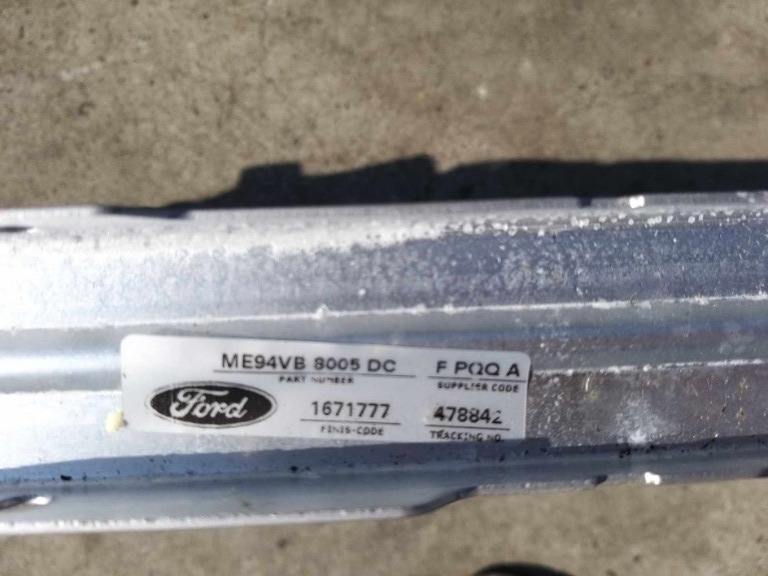 ME94VB 8005 DC F PQQ A
PART NUMBER SUPPLIER CODE
Ford 1671777 478842
FINIS-CODE TRACKING NO.